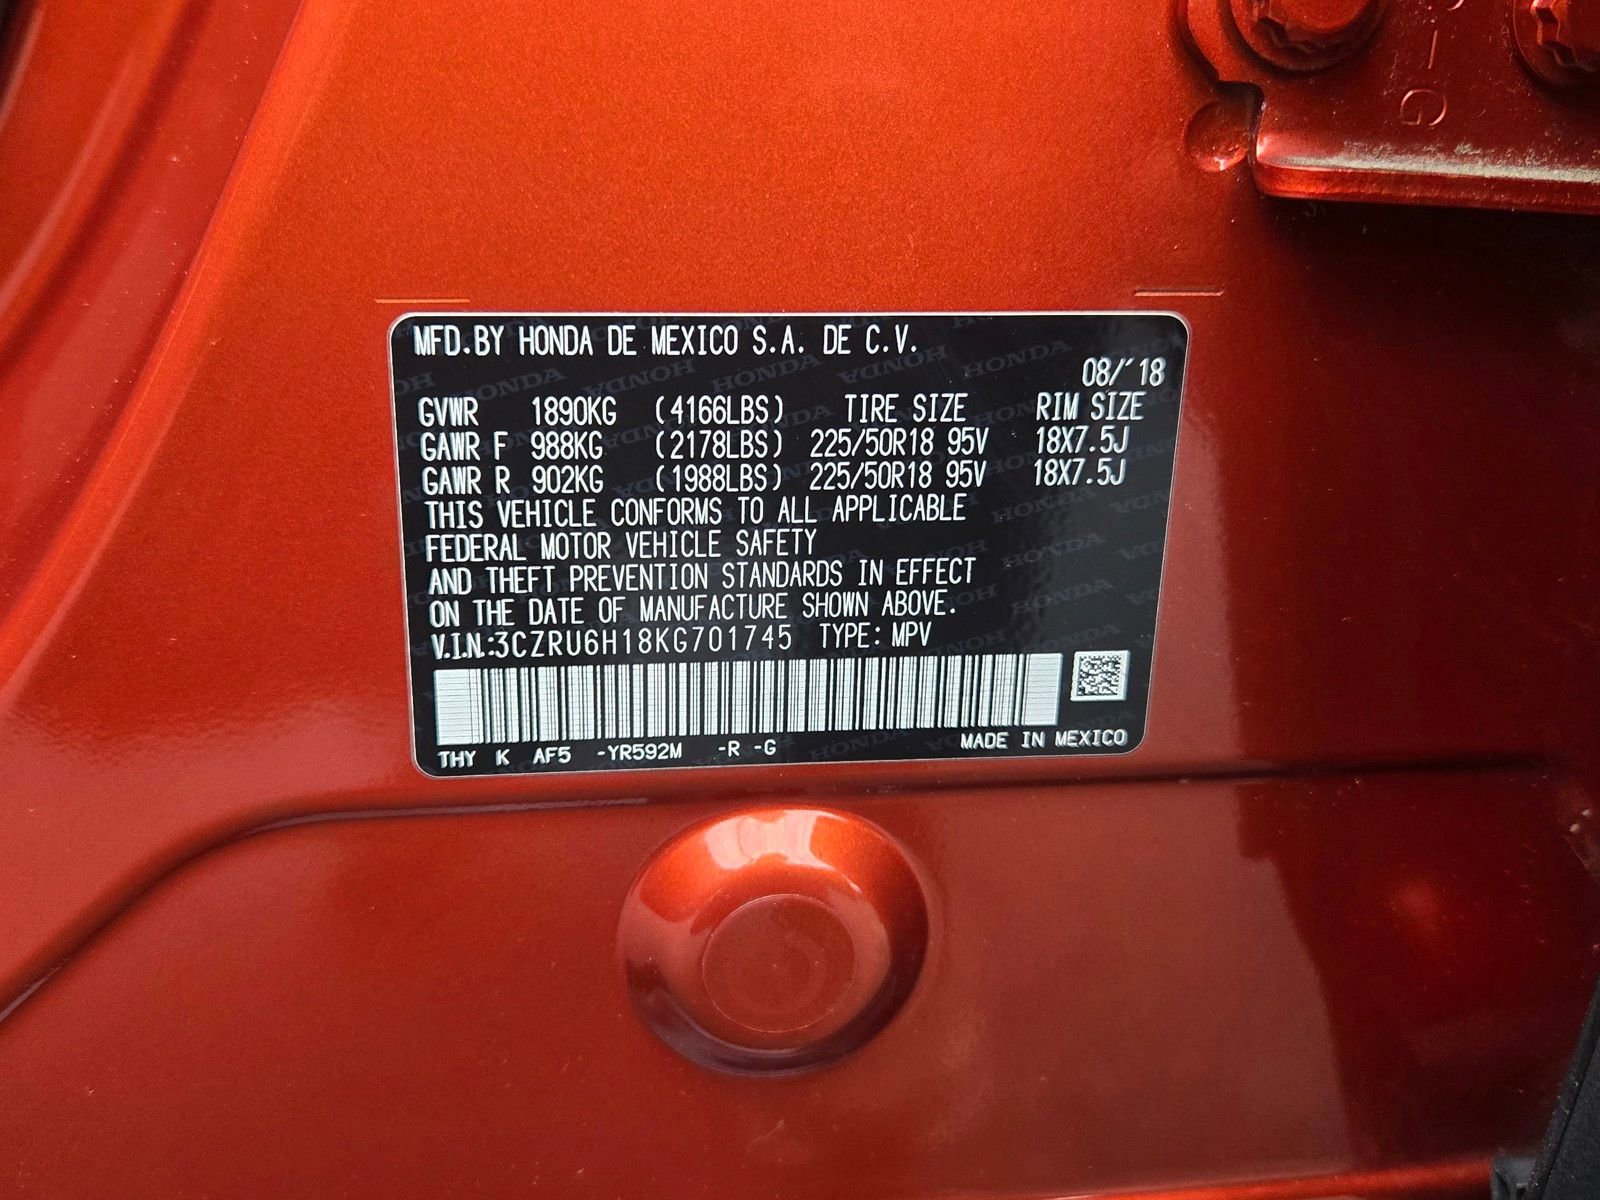 MFD.BY HONDA DE MEXICO S.A. DE C.V.
08/'18
GVWR 1890KG (4166LBS) TIRE SIZE RIM SIZE
GAWR F 988KG (2178LBS) 225/50R18 95V 18X7.5J
GAWR R 902KG (1988LBS) 225/50R18 95V 18X7.5J
THIS VEHICLE CONFORMS TO ALL APPLICABLE
FEDERAL MOTOR VEHICLE SAFETY
AND THEFT PREVENTION STANDARDS IN EFFECT
ON THE DATE OF MANUFACTURE SHOWN ABOVE.
V.I.N.:3CZRU6H18KG701745 TYPE: MPV
THY K AF5 -YR592M -R -G MADE IN MEXICO